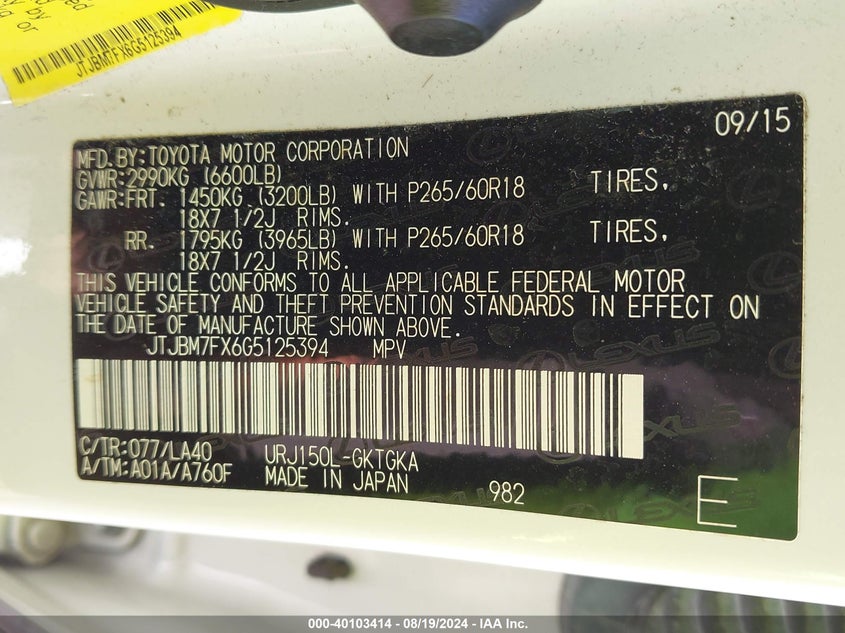 JTJBM7FX6G5125394
09/15
MFD.BY:TOYOTA MOTOR CORPORATION
GVWR:2990KG (6600LB)
GAWR:FRT. 1450KG (3200LB) WITH P265/60R18 TIRES,
18X7 1/2J RIMS.
RR. 1795KG (3965LB) WITH P265/60R18 TIRES,
18X7 1/2J RIMS.
THIS VEHICLE CONFORMS TO ALL APPLICABLE FEDERAL MOTOR
VEHICLE SAFETY AND THEFT PREVENTION STANDARDS IN EFFECT ON
THE DATE OF MANUFACTURE SHOWN ABOVE.
JTJBM7FX6G5125394 MPV
C/TR:077/LA40 URJ150L-GKTGKA
A/TM:A01A/A760F MADE IN JAPAN 982
E
LEXUS
000-40103414 - 08/19/2024 - IAA Inc.